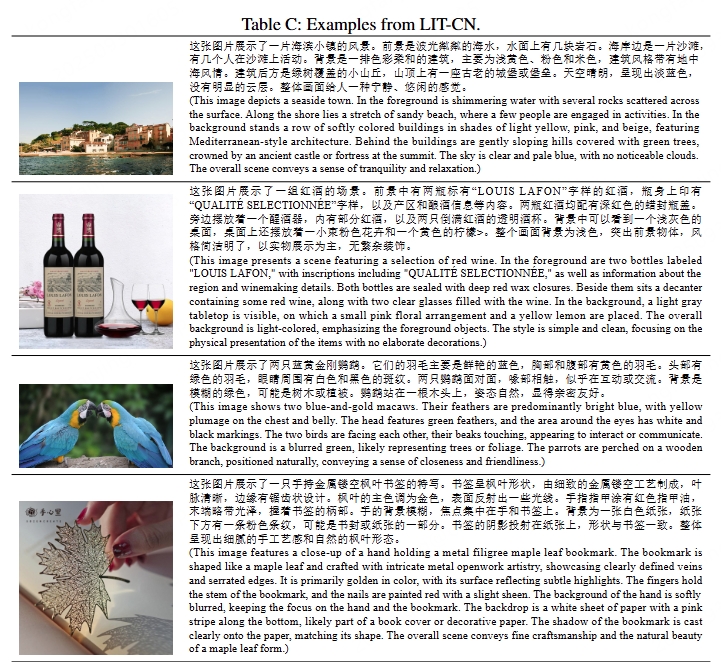 Table C: Examples from LIT-CN.
这张图片展示了一片海滨小镇的风景。前景是波光粼粼的海水，水面上有几块岩石。海岸边是一片沙滩，
有几个人在沙滩上活动。背景是一排色彩柔和的建筑，主要为浅黄色、粉色和米色，建筑风格带有地中
海风情。建筑后方是绿树覆盖的小山丘，山顶上有一座古老的城堡或堡垒。天空晴朗，呈现出淡蓝色，
没有明显的云层。整体画面给人一种宁静、悠闲的感觉。
(This image depicts a seaside town. In the foreground is shimmering water with several rocks scattered across
the surface. Along the shore lies a stretch of sandy beach, where a few people are engaged in activities. In the
background stands a row of softly colored buildings in shades of light yellow, pink, and beige, featuring
Mediterranean-style architecture. Behind the buildings are gently sloping hills covered with green trees,
crowned by an ancient castle or fortress at the summit. The sky is clear and pale blue, with no noticeable clouds.
The overall scene conveys a sense of tranquility and relaxation.)
这张图片展示了一组红酒的场景。前景中有两瓶标有“LOUIS LAFON”字样的红酒，瓶身上印有
“QUALITÉ SELECTIONNÉE”字样，以及产区和酿酒信息等内容。两瓶红酒均配有深红色的蜡封瓶盖。
旁边摆放着一个醒酒器，内有部分红酒，以及两只倒满红酒的透明酒杯。背景中可以看到一个浅灰色的
桌面，桌面上还摆放着一小束粉色花卉和一个黄色的柠檬>。整个画面背景为浅色，突出前景物体，风
格简洁明了，以实物展示为主，无繁杂装饰。
(This image presents a scene featuring a selection of red wine. In the foreground are two bottles labeled
"LOUIS LAFON," with inscriptions including "QUALITÉ SELECTIONNÉE," as well as information about the
region and winemaking details. Both bottles are sealed with deep red wax closures. Beside them sits a decanter
containing some red wine, along with two clear glasses filled with the wine. In the background, a light gray
tabletop is visible, on which a small pink floral arrangement and a yellow lemon are placed. The overall
background is light-colored, emphasizing the foreground objects. The style is simple and clean, focusing on the
physical presentation of the items with no elaborate decorations.)
LOUIS LAFON
LOUIS LAFON
这张图片展示了两只蓝黄金刚鹦鹉。它们的羽毛主要是鲜艳的蓝色，胸部和腹部有黄色的羽毛。头部有
绿色的羽毛，眼睛周围有白色和黑色的斑纹。两只鹦鹉面对面，喙部相触，似乎在互动或交流。背景是
模糊的绿色，可能是树木或植被。鹦鹉站在一根木头上，姿态自然，显得亲密友好。
(This image shows two blue-and-gold macaws. Their feathers are predominantly bright blue, with yellow
plumage on the chest and belly. The head features green feathers, and the area around the eyes has white and
black markings. The two birds are facing each other, their beaks touching, appearing to interact or communicate.
The background is a blurred green, likely representing trees or foliage. The parrots are perched on a wooden
branch, positioned naturally, conveying a sense of closeness and friendliness.)
这张图片展示了一只手持金属镂空枫叶书签的特写。书签呈枫叶形状，由细致的金属镂空工艺制成，叶
脉清晰，边缘有锯齿状设计。枫叶的主色调为金色，表面反射出一些光线。手指指甲涂有红色指甲油，
末端略带光泽，握着书签的柄部。手的背景模糊，焦点集中在手和书签上。背景为一张白色纸张，纸张
下方有一条粉色条纹，可能是书封或纸张的一部分。书签的阴影投射在纸张上，形状与书签一致。整体
呈现出细腻的手工艺感和自然的枫叶形态。
(This image features a close-up of a hand holding a metal filigree maple leaf bookmark. The bookmark is
shaped like a maple leaf and crafted with intricate metal openwork artistry, showcasing clearly defined veins
and serrated edges. It is primarily golden in color, with its surface reflecting subtle highlights. The fingers hold
the stem of the bookmark, and the nails are painted red with a slight sheen. The background of the hand is softly
blurred, keeping the focus on the hand and the bookmark. The backdrop is a white sheet of paper with a pink
stripe along the bottom, likely part of a book cover or decorative paper. The shadow of the bookmark is cast
clearly onto the paper, matching its shape. The overall scene conveys fine craftsmanship and the natural beauty
of a maple leaf form.)